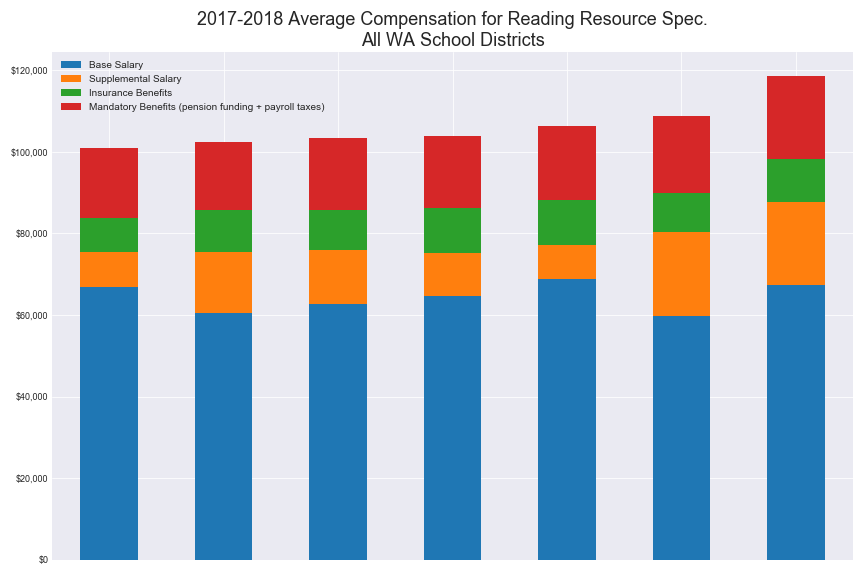 2017-2018 Average Compensation for Reading Resource Spec.
All WA School Districts
Base Salary
Supplemental Salary
Insurance Benefits
Mandatory Benefits (pension funding + payroll taxes)
$120,000
$100,000
$80,000
$60,000
$40,000
$20,000
$0